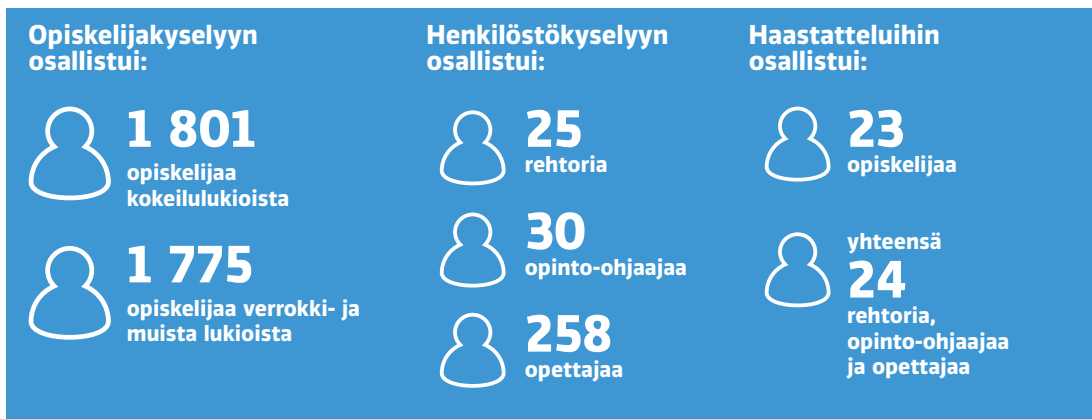 Opiskelijakyselyyn
osallistui:
1 801
opiskelijaa
kokeilulukioista
1 775
opiskelijaa verrokki- ja
muista lukioista
Henkilöstökyselyyn
osallistui:
25
rehtoria
30
opinto-ohjaajaa
258
opettajaa
Haastatteluihin
osallistui:
23
opiskelijaa
yhteensä
24
rehtoria,
opinto-ohjaajaa
ja opettajaa